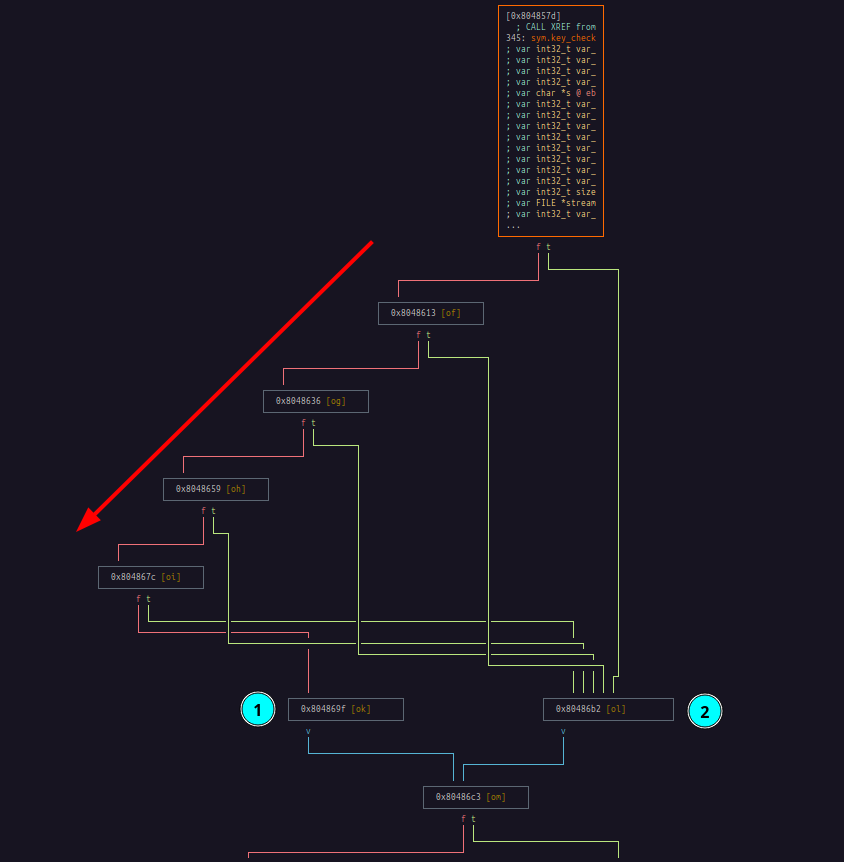 [0x804857d]
; CALL XREF from
345: sym.key_check
; var int32_t var_
; var int32_t var_
; var int32_t var_
; var int32_t var_
; var char *s @ eb
; var int32_t var_
; var int32_t var_
; var int32_t var_
; var int32_t var_
; var int32_t var_
; var int32_t var_
; var int32_t var_
; var int32_t var_
; var int32_t size
; var FILE *stream
; var int32_t var_
...
f t
0x8048613 [of]
f t
0x8048636 [og]
f t
0x8048659 [oh]
f t
0x804867c [oi]
f t
1
0x804869f [ok]
0x80486b2 [ol]
2
v
v
0x80486c3 [om]
f t